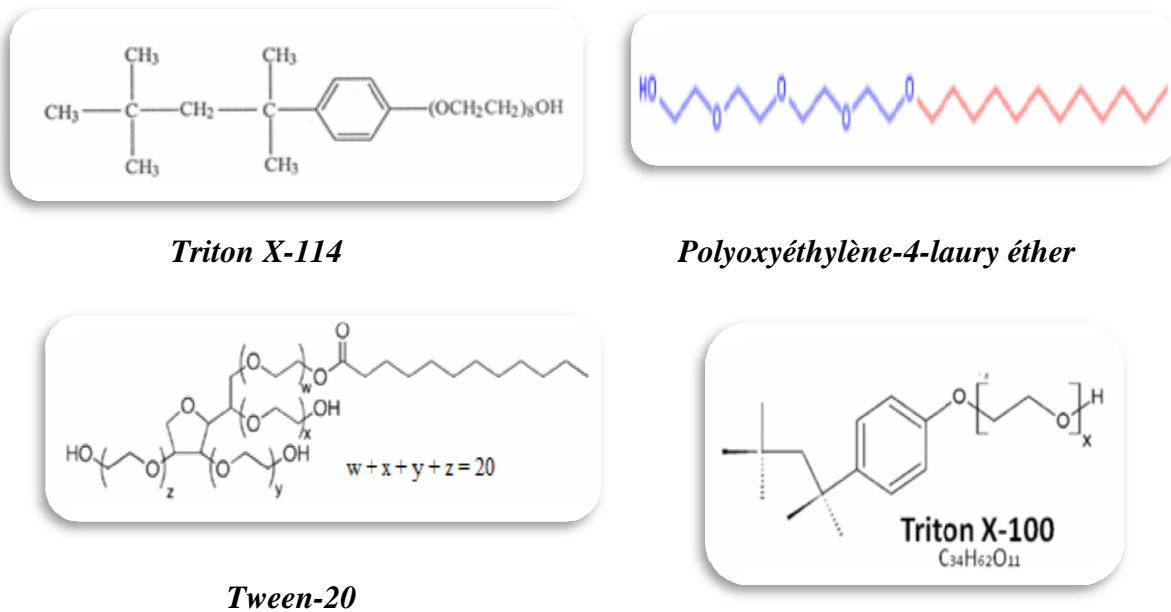 CH3 CH3
CH3 C CH2 C (OCH2CH2)8OH
CH3 CH3
Triton X-114
HO O O O O
Polyoxyéthylène-4-laury éther
O
O w O
O O OH x
HO O z O OH y
w + x + y + z = 20
Tween-20
O O H x
Triton X-100
C34H62O11